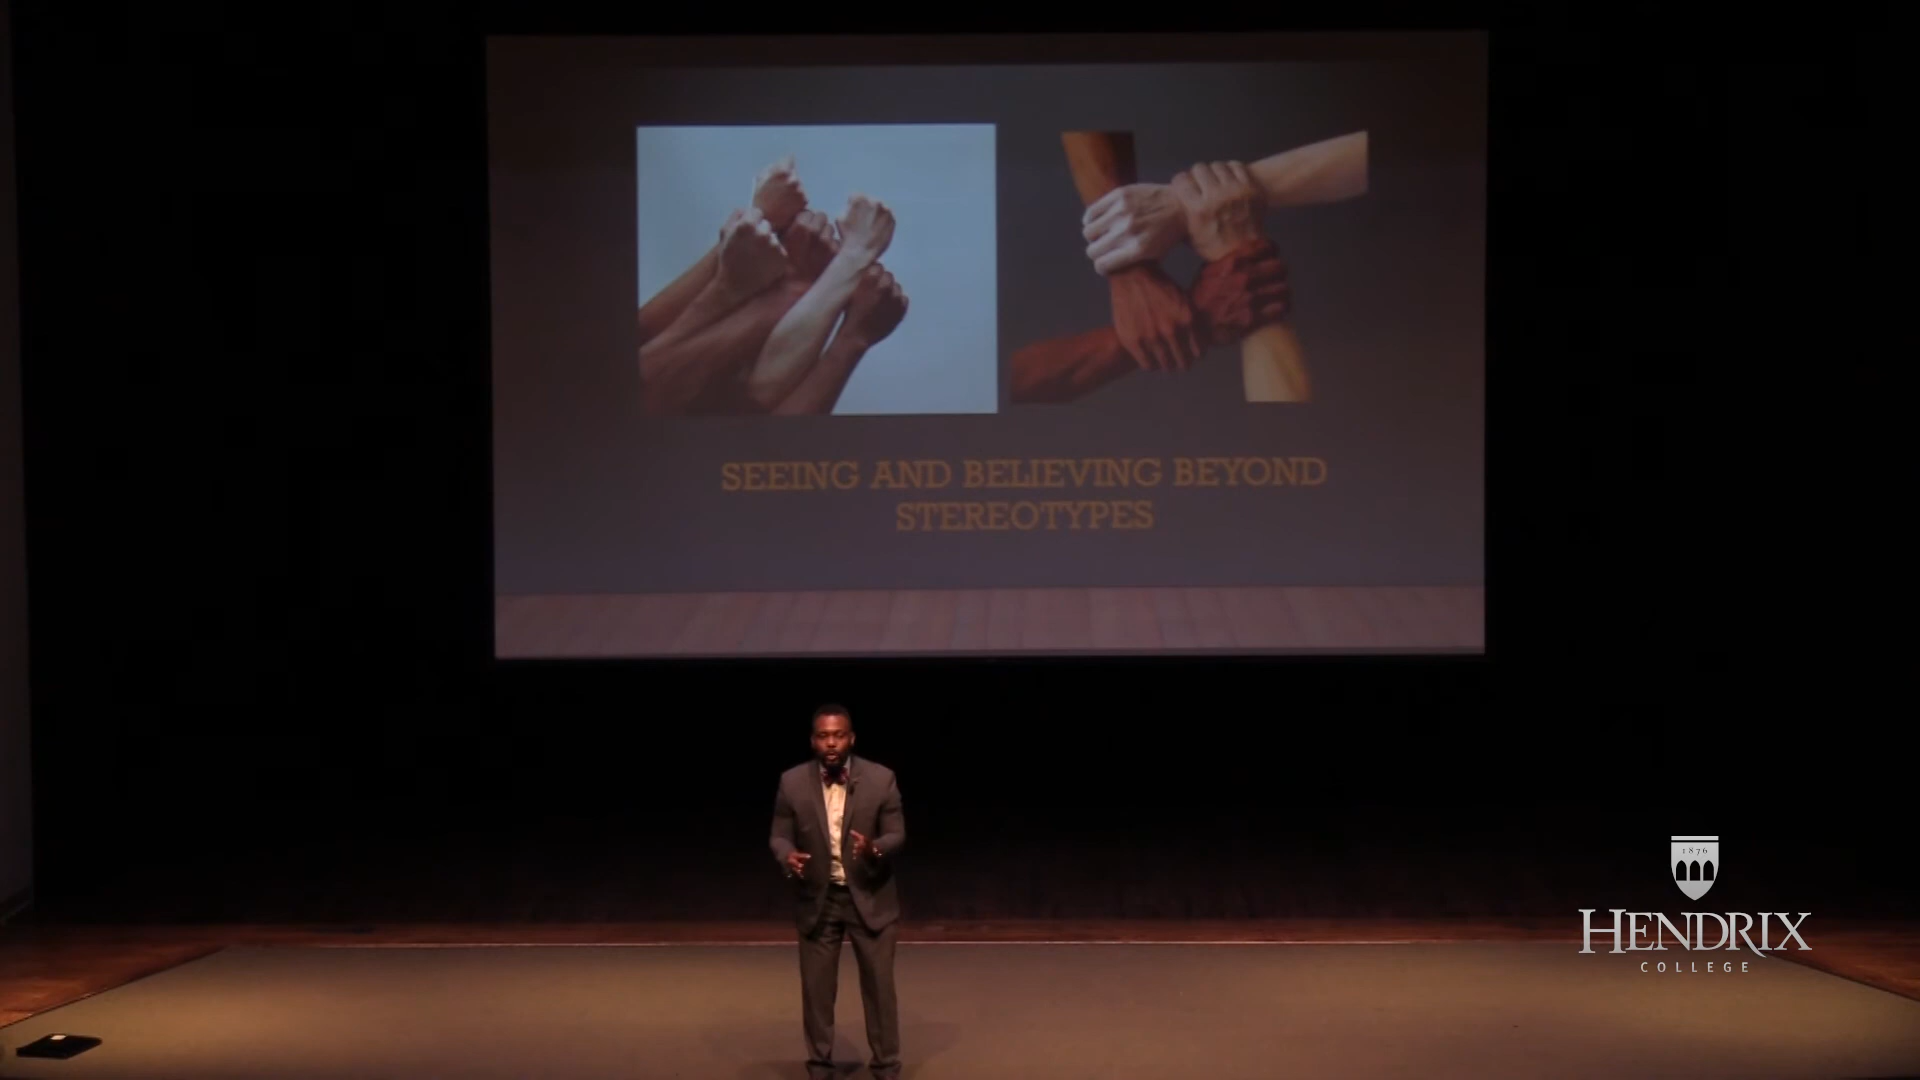 SEEING AND BELIEVING BEYOND
STEREOTYPES
1876
HENDRIX
COLLEGE